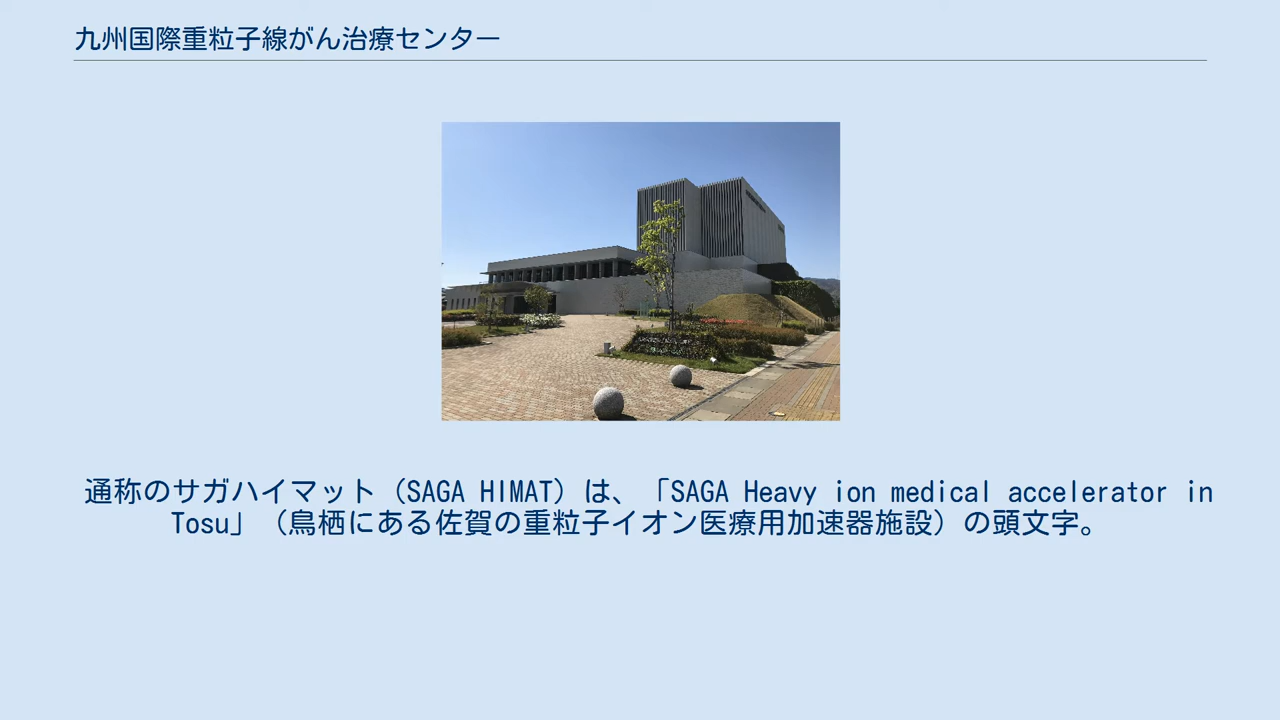 九州国際重粒子線がん治療センター
通称のサガハイマット（SAGA HIMAT）は、「SAGA Heavy ion medical accelerator in
Tosu」（鳥栖にある佐賀の重粒子イオン医療用加速器施設）の頭文字。